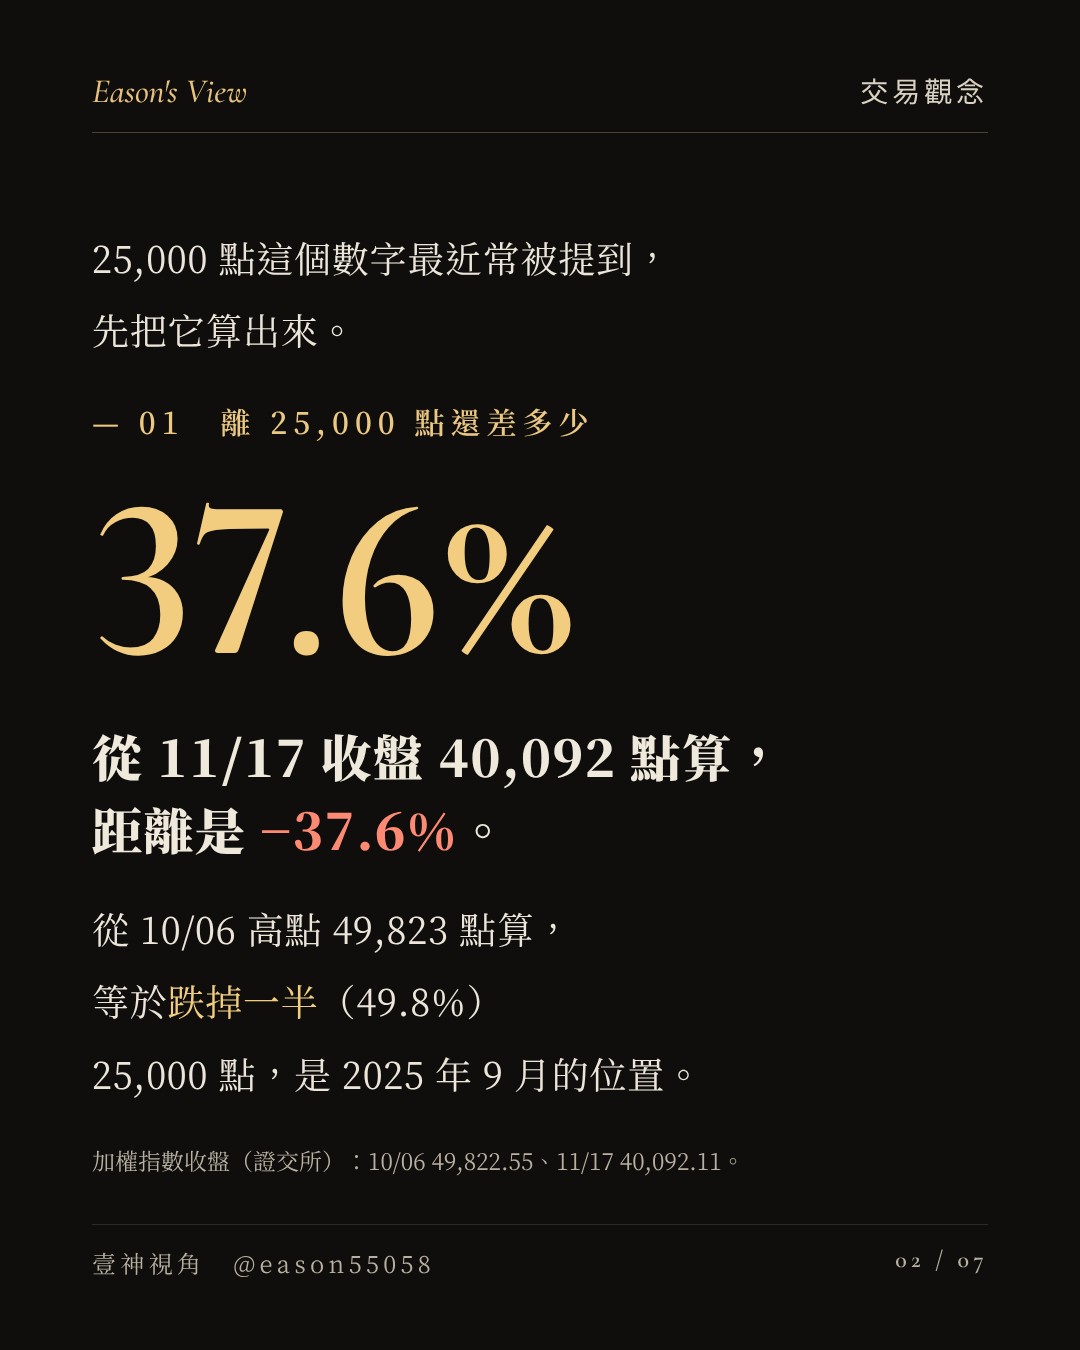 Eason's View
交易觀念
25,000 點這個數字最近常被提到，
先把它算出來。
— 01 離 25,000 點還差多少
37.6%
從 11/17 收盤 40,092 點算，
距離是 −37.6%。
從 10/06 高點 49,823 點算，
等於跌掉一半（49.8%）
25,000 點，是 2025 年 9 月的位置。
加權指數收盤（證交所）：10/06 49,822.55、11/17 40,092.11。
壹神視角 @eason55058
02 / 07